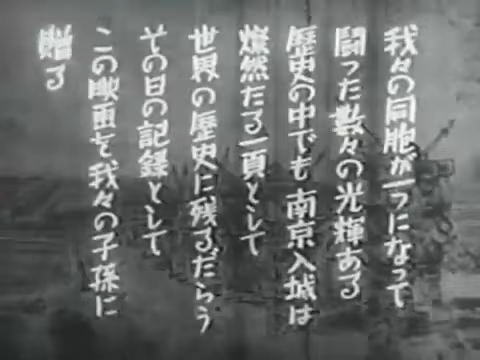 我々の同胞が一つになって
闘った数々の光輝ある
歴史の中でも南京入城は
燦然たる一頁として
世界の歴史に残るだらう
その日の記録として
この映画を我々の子孫に
贈る